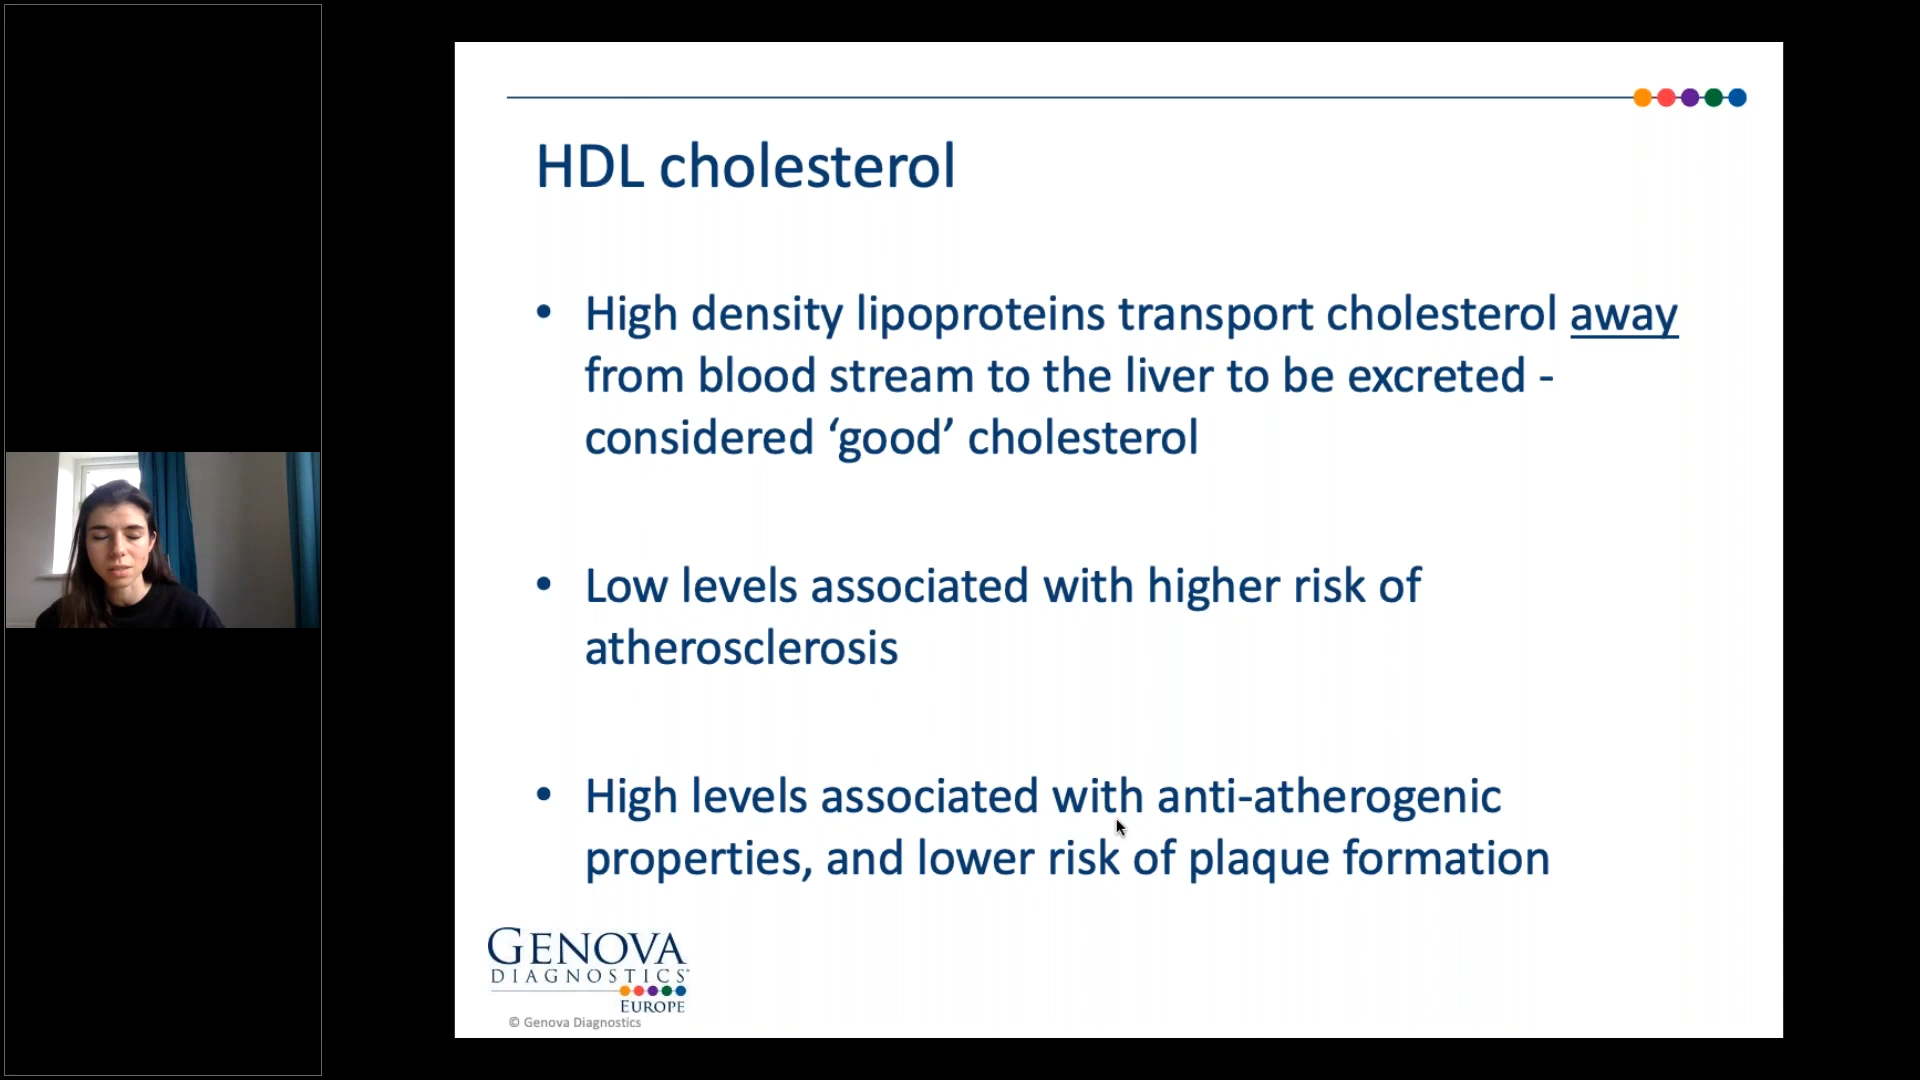 HDL cholesterol
• High density lipoproteins transport cholesterol away
from blood stream to the liver to be excreted -
considered ‘good’ cholesterol
• Low levels associated with higher risk of
atherosclerosis
• High levels associated with anti-atherogenic
properties, and lower risk of plaque formation
GENOVA
DIAGNOSTICS
EUROPE
© Genova Diagnostics